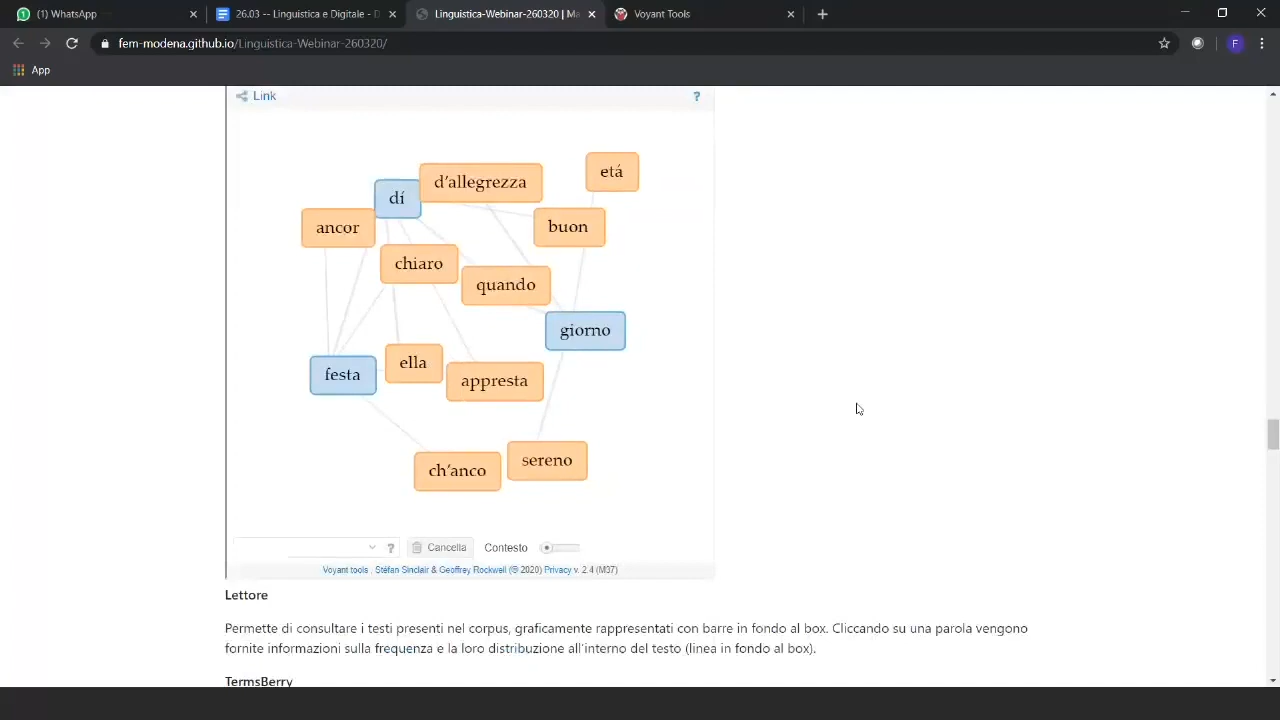 (1) WhatsApp
26.03 -- Linguistica e Digitale - D
Linguistica-Webinar-260320 | Ma
Voyant Tools
fem-modena.github.io/Linguistica-Webinar-260320/
F
App
Link
?
etá
d'allegrezza
dí
buon
ancor
chiaro
quando
giorno
ella
festa
appresta
sereno
ch'anco
?
Cancella
Contesto
Voyant tools , Stéfan Sinclair & Geoffrey Rockwell (© 2020) Privacy v. 2.4 (M37)
Lettore
Permette di consultare i testi presenti nel corpus, graficamente rappresentati con barre in fondo al box. Cliccando su una parola vengono
fornite informazioni sulla frequenza e la loro distribuzione all'interno del testo (linea in fondo al box).
TermsBerry